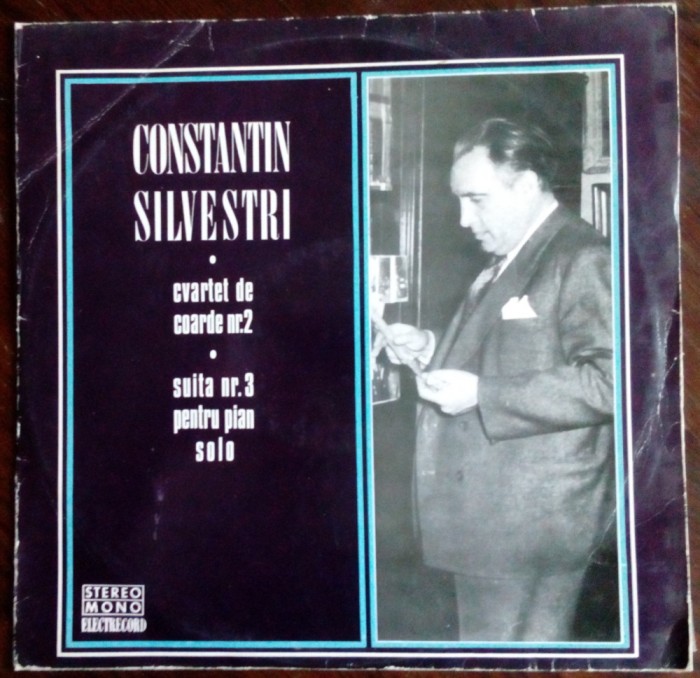 CONSTANTIN
SILVESTRI
•
cvartet de
coarde nr.2
•
suita nr.3
pentru pian
solo
STEREO
MONO
ELECTRECORD